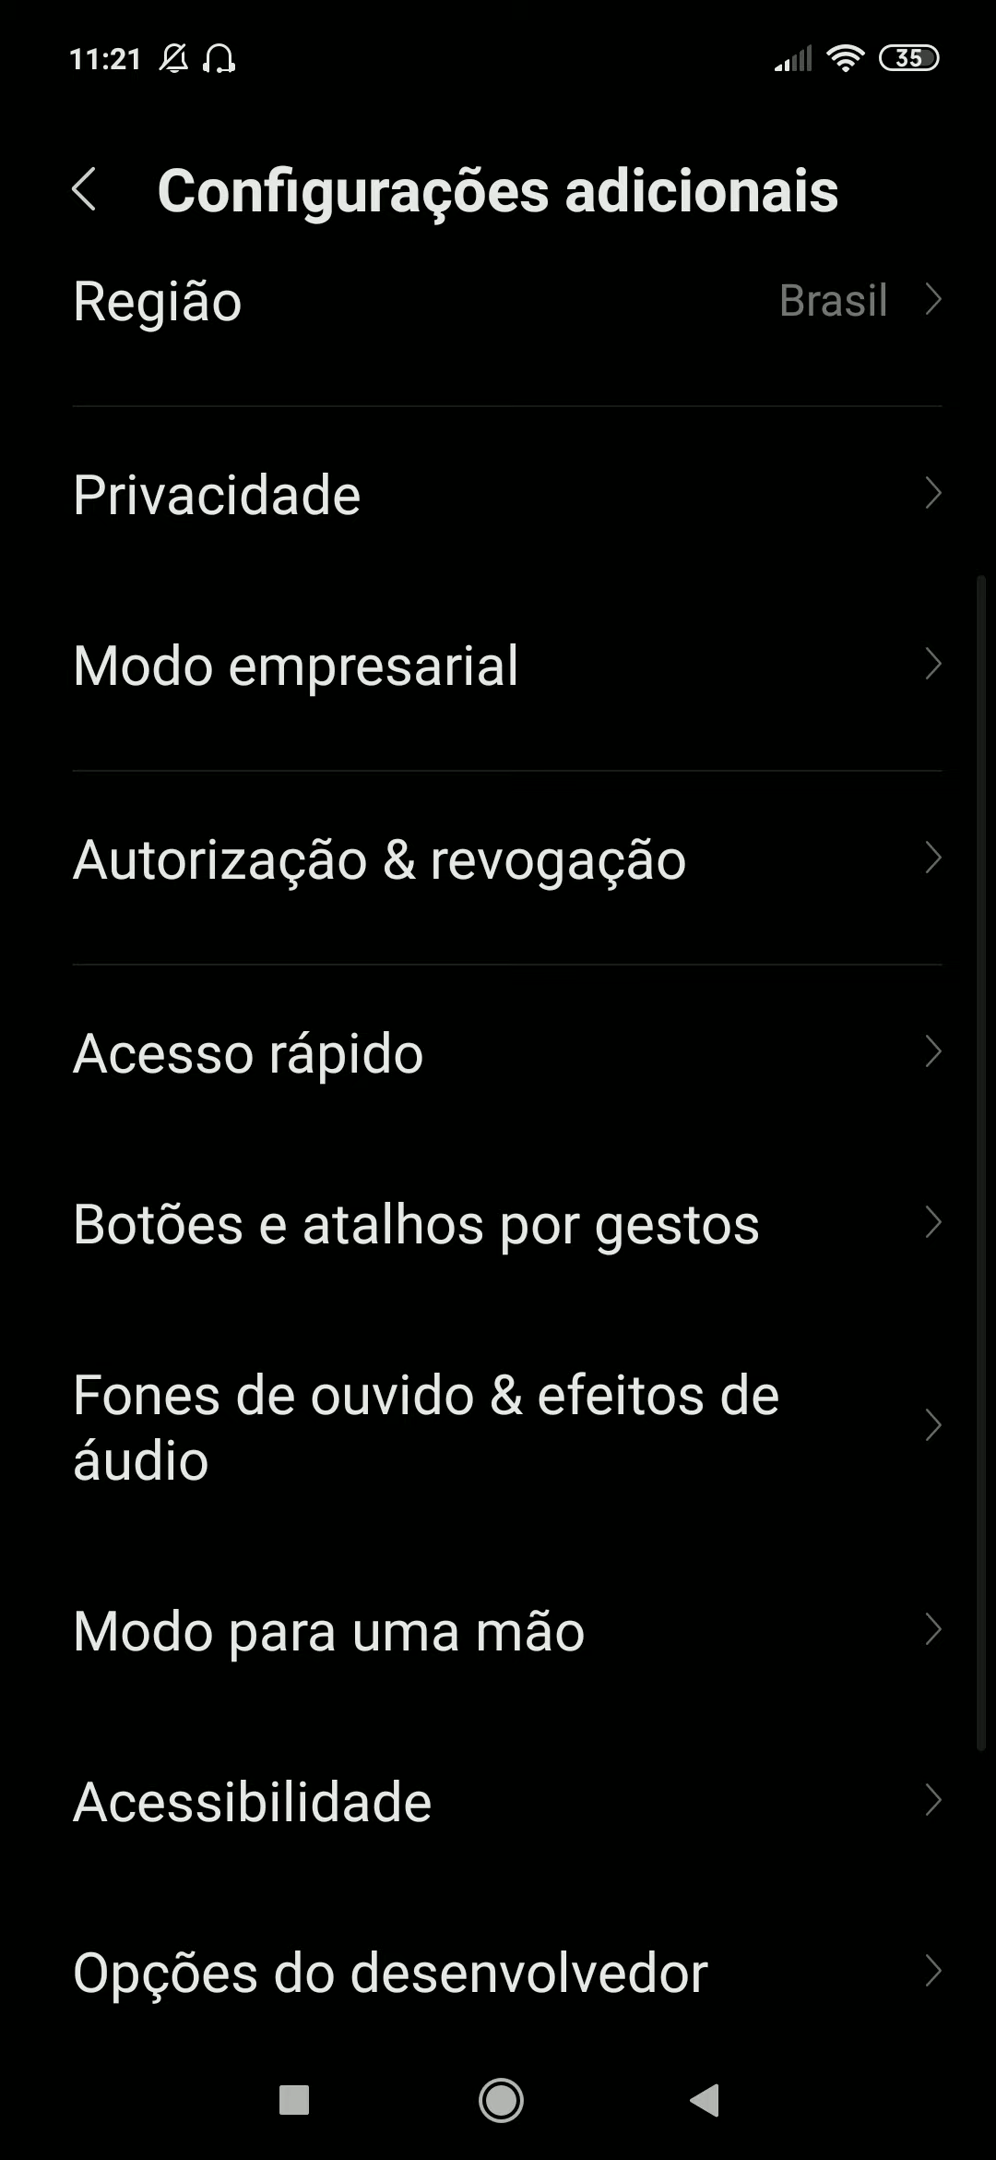 11:21
35
Configurações adicionais
Região
Brasil
Privacidade
Modo empresarial
Autorização & revogação
Acesso rápido
Botões e atalhos por gestos
Fones de ouvido & efeitos de
áudio
Modo para uma mão
Acessibilidade
Opções do desenvolvedor